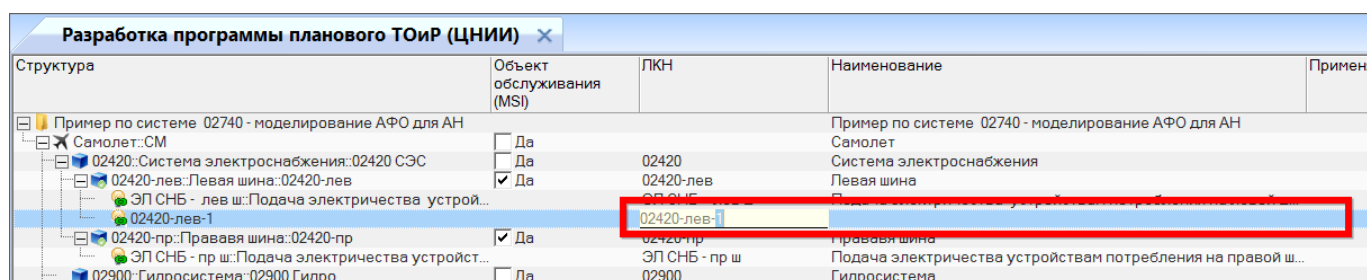 Разработка программы планового ТОиР (ЦНИИ)
Структура Объект обслуживания (MSI) ЛКН Наименование Примен
Пример по системе 02740 - моделирование АФО для АН Пример по системе 02740 - моделирование АФО для АН
Самолет::СМ Да Самолет
02420::Система электроснабжения::02420 СЭС Да 02420 Система электроснабжения
02420-лев::Левая шина::02420-лев Да 02420-лев Левая шина
ЭП СНБ - лев ш::Подача электричества устрой...
02420-лев-1 02420-лев-1
02420-пр::Прававя шина::02420-пр Да 02420-пр Прававя шина
ЭП СНБ - пр ш::Подача электричества устройст... ЭП СНБ - пр ш Подача электричества устройствам потребления на правой ш...
02900::Гидросистема::02900 Гидро Да 02900 Гидросистема